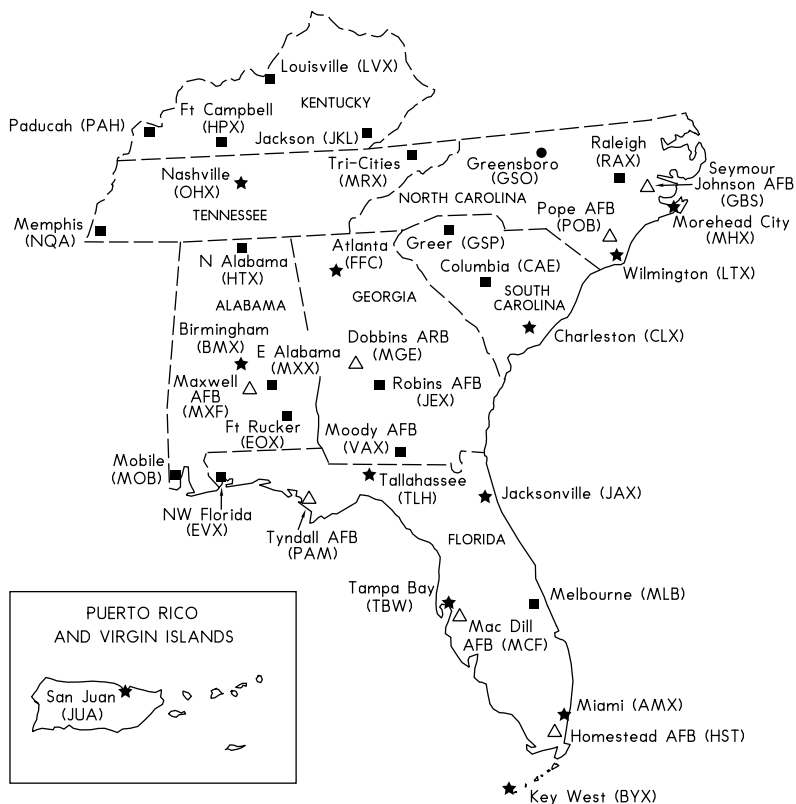 Louisville (LVX)
KENTUCKY
Ft Campbell
(HPX)
Paducah (PAH)
Jackson (JKL)
Tri-Cities
(MRX)
Greensboro
(GSO)
Raleigh
(RAX)
Seymour
Johnson AFB
(GBS)
Nashville
(OHX)
TENNESSEE
NORTH CAROLINA
Pope AFB
(POB)
Morehead City
(MHX)
Memphis
(NQA)
N Alabama
(HTX)
Atlanta
(FFC)
Greer (GSP)
Columbia (CAE)
Wilmington (LTX)
ALABAMA
GEORGIA
SOUTH
CAROLINA
Birmingham
(BMX)
Dobbins ARB
(MGE)
Charleston (CLX)
E Alabama
(MXX)
Maxwell
AFB
(MXF)
Robins AFB
(JEX)
Ft Rucker
(EOX)
Moody AFB
(VAX)
Mobile
(MOB)
Tallahassee
(TLH)
Jacksonville (JAX)
NW Florida
(EVX)
Tyndall AFB
(PAM)
FLORIDA
Tampa Bay
(TBW)
Melbourne (MLB)
Mac Dill
AFB (MCF)
PUERTO RICO
AND VIRGIN ISLANDS
San Juan
(JUA)
Miami (AMX)
Homestead AFB (HST)
Key West (BYX)